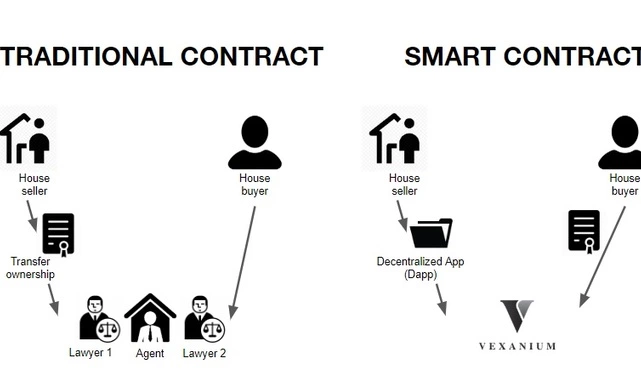 TRADITIONAL CONTRACT
House
seller
House
buyer
Transfer
ownership
Lawyer 1
Agent
Lawyer 2
SMART CONTRACT
House
seller
House
buyer
Decentralized App
(Dapp)
VEXANIUM